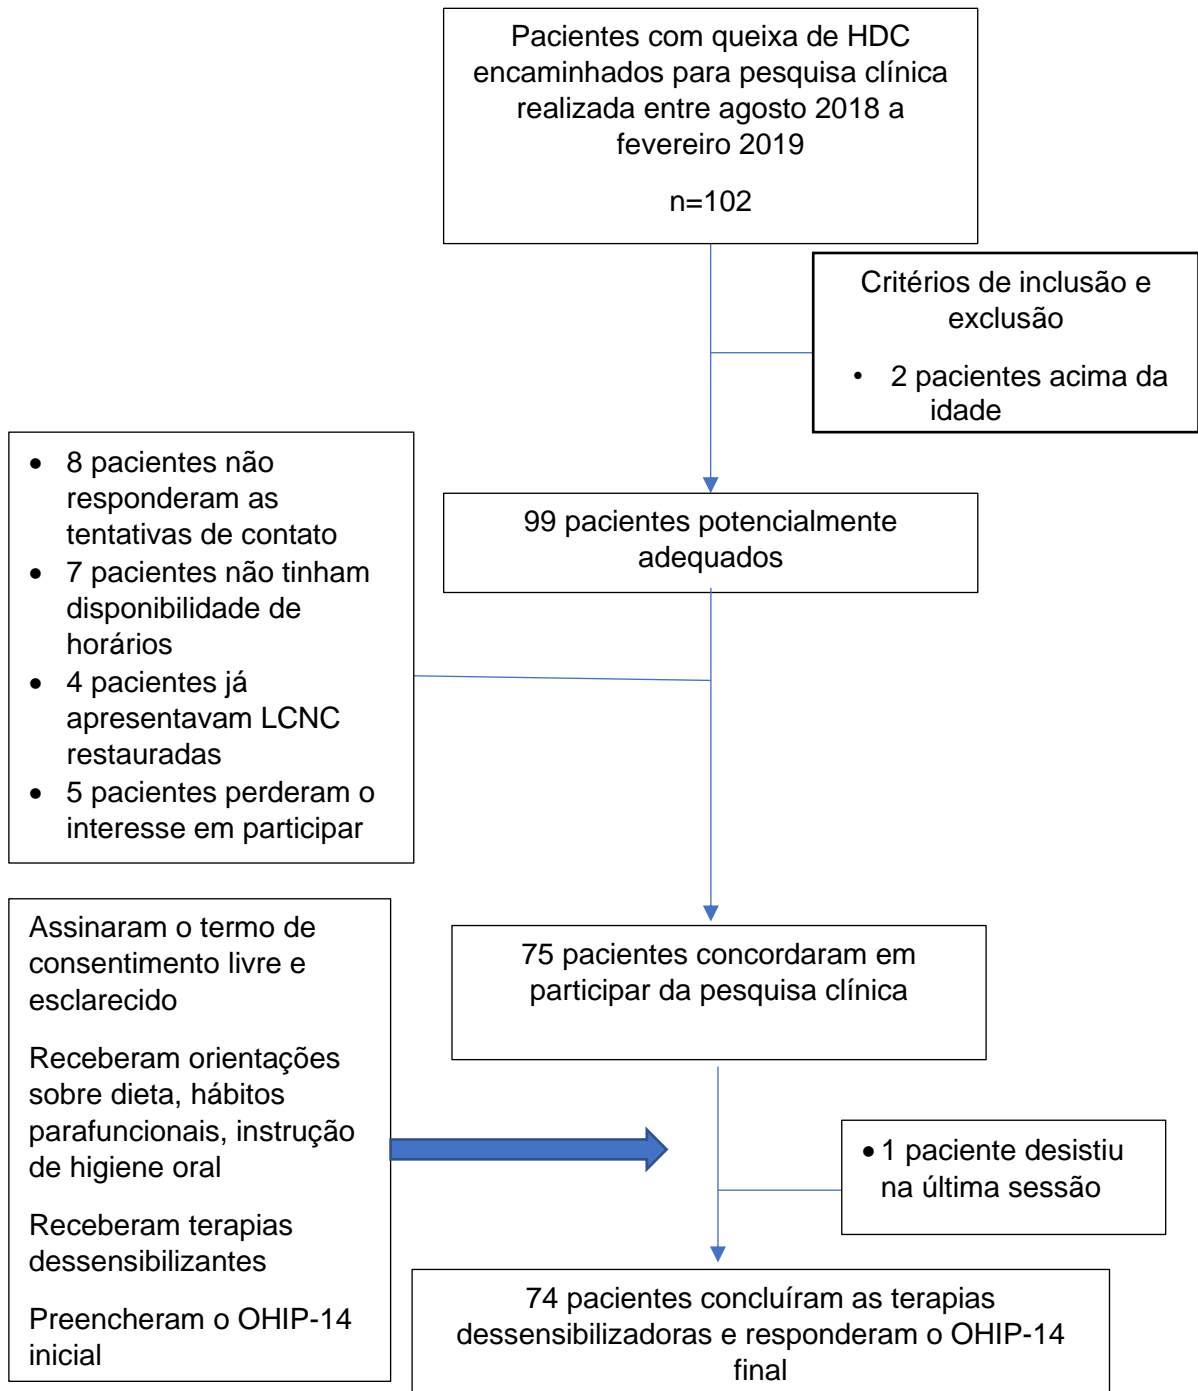 Pacientes com queixa de HDC
encaminhados para pesquisa clínica
realizada entre agosto 2018 a
fevereiro 2019
n=102
Critérios de inclusão e
exclusão
• 2 pacientes acima da
idade
• 8 pacientes não
responderam as
tentativas de contato
• 7 pacientes não tinham
disponibilidade de
horários
• 4 pacientes já
apresentavam LCNC
restauradas
• 5 pacientes perderam o
interesse em participar
99 pacientes potencialmente
adequados
Assinaram o termo de
consentimento livre e
esclarecido
Receberam orientações
sobre dieta, hábitos
parafuncionais, instrução
de higiene oral
Receberam terapias
dessensibilizantes
Preencheram o OHIP-14
inicial
75 pacientes concordaram em
participar da pesquisa clínica
• 1 paciente desistiu
na última sessão
74 pacientes concluíram as terapias
dessensibilizadoras e responderam o OHIP-14
final